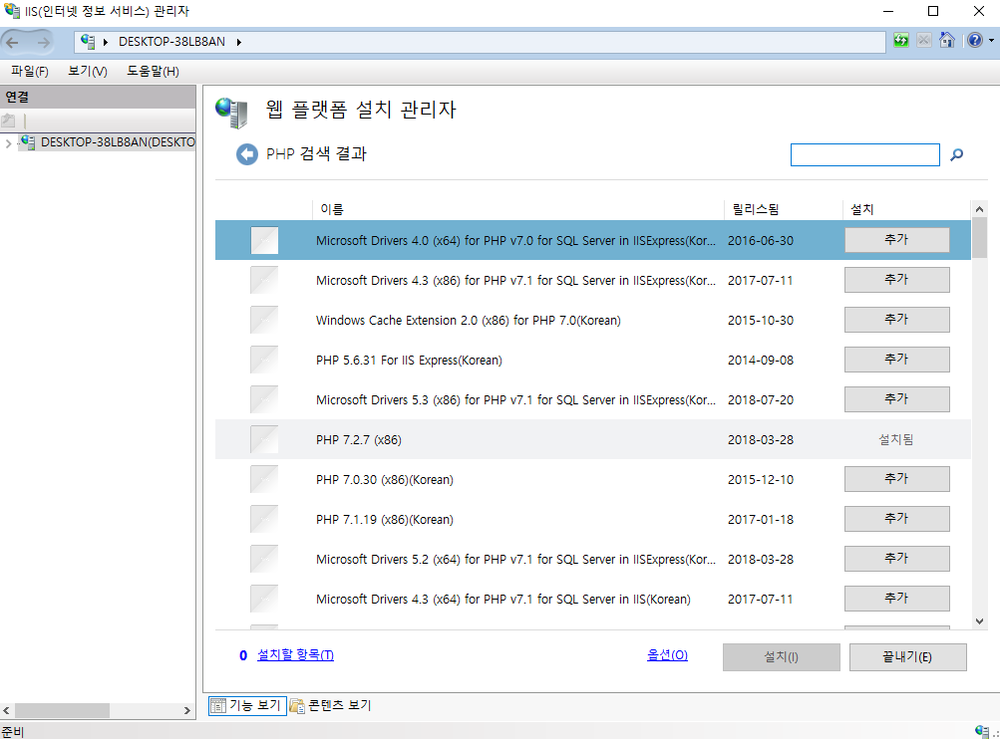 IIS(인터넷 정보 서비스) 관리자
DESKTOP-38LB8AN
파일(F) 보기(V) 도움말(H)
연결
DESKTOP-38LB8AN(DESKTO
웹 플랫폼 설치 관리자
PHP 검색 결과
이름 릴리스됨 설치
Microsoft Drivers 4.0 (x64) for PHP v7.0 for SQL Server in IISExpress(Kor... 2016-06-30 추가
Microsoft Drivers 4.3 (x86) for PHP v7.1 for SQL Server in IISExpress(Kor... 2017-07-11 추가
Windows Cache Extension 2.0 (x86) for PHP 7.0(Korean) 2015-10-30 추가
PHP 5.6.31 For IIS Express(Korean) 2014-09-08 추가
Microsoft Drivers 5.3 (x86) for PHP v7.1 for SQL Server in IISExpress(Kor... 2018-07-20 추가
PHP 7.2.7 (x86) 2018-03-28 설치됨
PHP 7.0.30 (x86)(Korean) 2015-12-10 추가
PHP 7.1.19 (x86)(Korean) 2017-01-18 추가
Microsoft Drivers 5.2 (x64) for PHP v7.1 for SQL Server in IISExpress(Kor... 2018-03-28 추가
Microsoft Drivers 4.3 (x64) for PHP v7.1 for SQL Server in IIS(Korean) 2017-07-11 추가
0 설치할 항목(T) 옵션(O) 설치(I) 끝내기(E)
기능 보기 콘텐츠 보기
준비